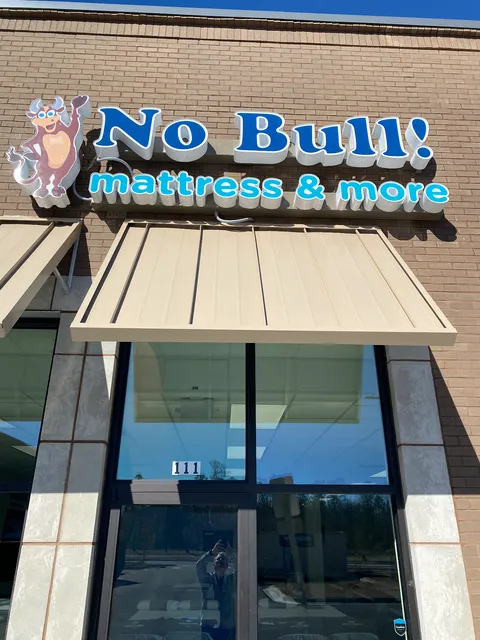 No Bull!
mattress & more
111